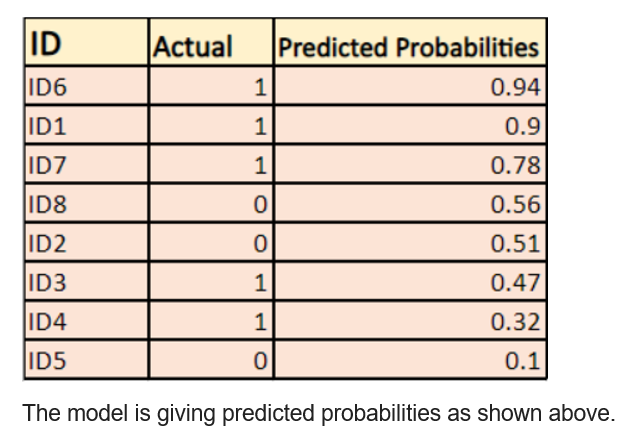 ID Actual Predicted Probabilities
ID6 1 0.94
ID1 1 0.9
ID7 1 0.78
ID8 0 0.56
ID2 0 0.51
ID3 1 0.47
ID4 1 0.32
ID5 0 0.1
The model is giving predicted probabilities as shown above.